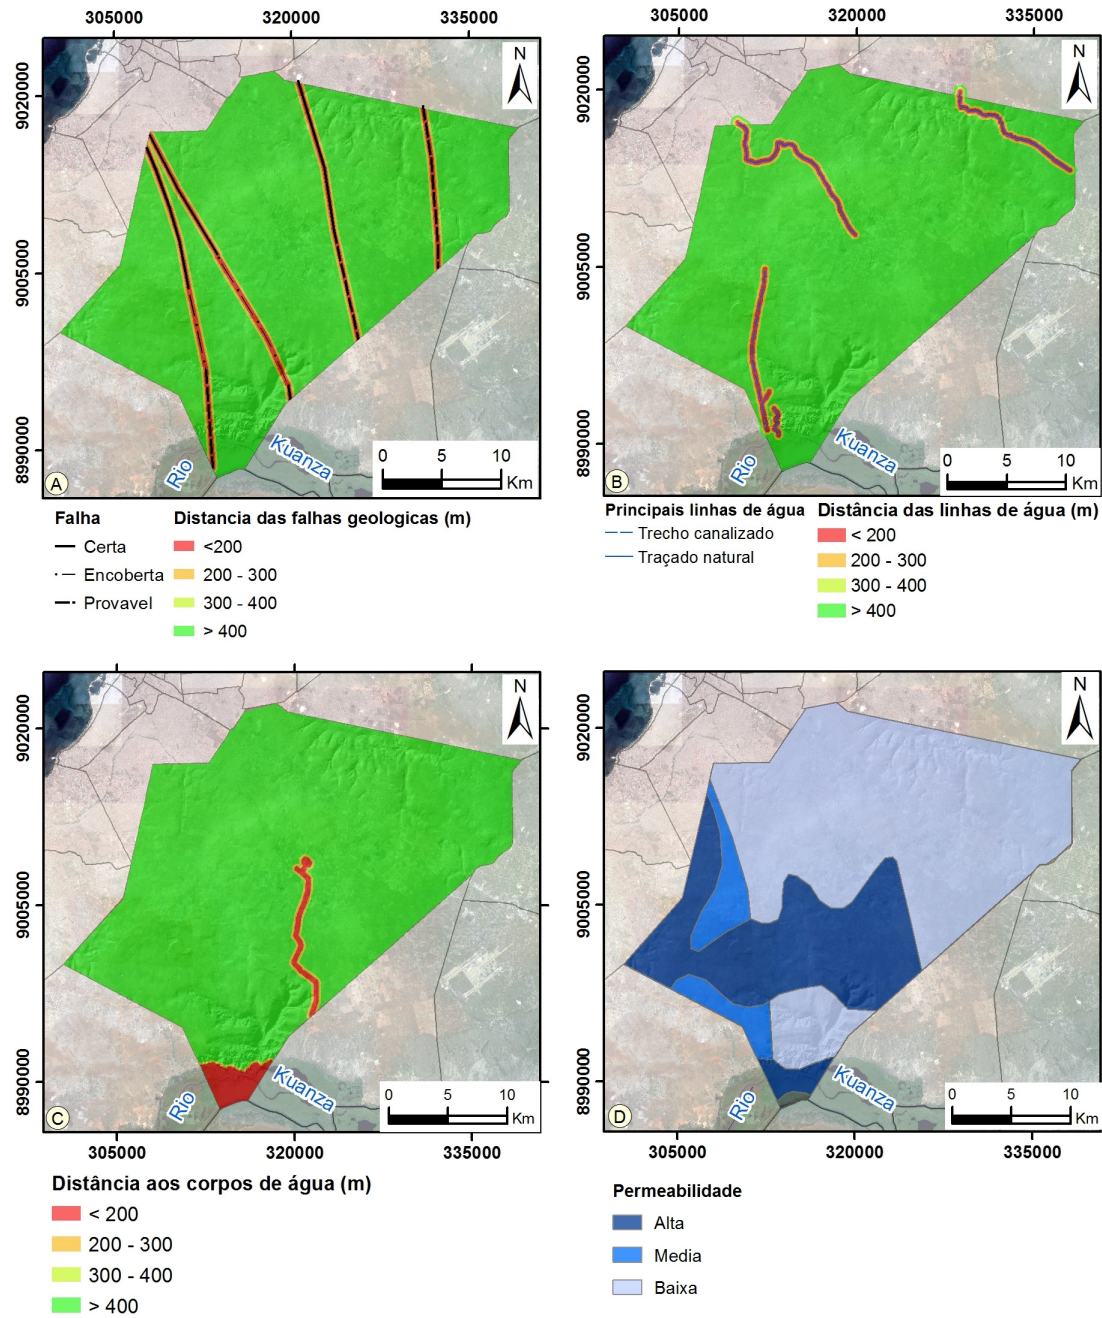 305000 320000 335000
9020000
9005000
8990000
N
Rio
Kuanza
0 5 10
Km
A
Falha
Certa
Encoberta
Provavel
Distancia das falhas geologicas (m)
<200
200 - 300
300 - 400
> 400
305000 320000 335000
9020000
9005000
8990000
N
Rio
Kuanza
0 5 10
Km
B
Principais linhas de água
Trecho canalizado
Traçado natural
Distância das linhas de água (m)
< 200
200 - 300
300 - 400
> 400
9020000
9005000
8990000
N
Rio
Kuanza
0 5 10
Km
C
305000 320000 335000
Distância aos corpos de água (m)
< 200
200 - 300
300 - 400
> 400
9020000
9005000
8990000
N
Rio
Kuanza
0 5 10
Km
D
305000 320000 335000
Permeabilidade
Alta
Media
Baixa